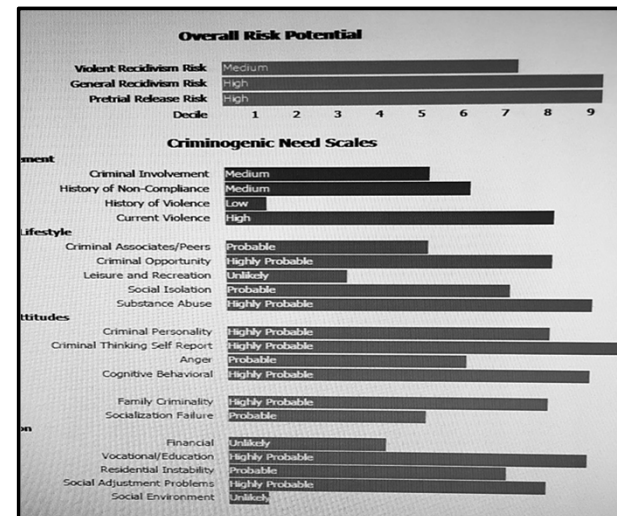 Overall Risk Potential
Violent Recidivism Risk Medium
General Recidivism Risk High
Pretrial Release Risk High
Decile 1 2 3 4 5 6 7 8 9
Criminogenic Need Scales
ment
Criminal Involvement Medium
History of Non-Compliance Medium
History of Violence Low
Current Violence High
Lifestyle
Criminal Associates/Peers Probable
Criminal Opportunity Highly Probable
Leisure and Recreation Unlikely
Social Isolation Probable
Substance Abuse Highly Probable
ttitudes
Criminal Personality Highly Probable
Criminal Thinking Self Report Highly Probable
Anger Probable
Cognitive Behavioral Highly Probable
Family Criminality Highly Probable
Socialization Failure Probable
on
Financial Unlikely
Vocational/Education Highly Probable
Residential Instability Probable
Social Adjustment Problems Highly Probable
Social Environment Unlikely